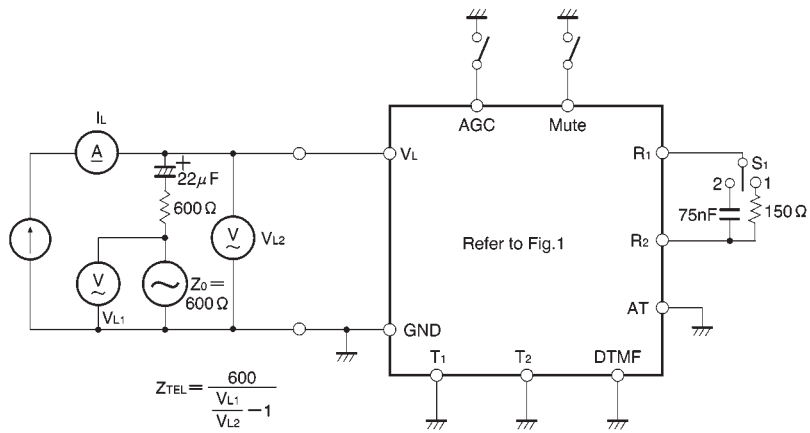 AGC
Mute
IL
A
+
22μF
600Ω
V
VL2
V
VL1
Z0=
600Ω
VL
GND
Refer to Fig.1
R1
R2
AT
S1
2
1
75nF
150Ω
T1
T2
DTMF
ZTEL=
600
VL1
VL2
−1